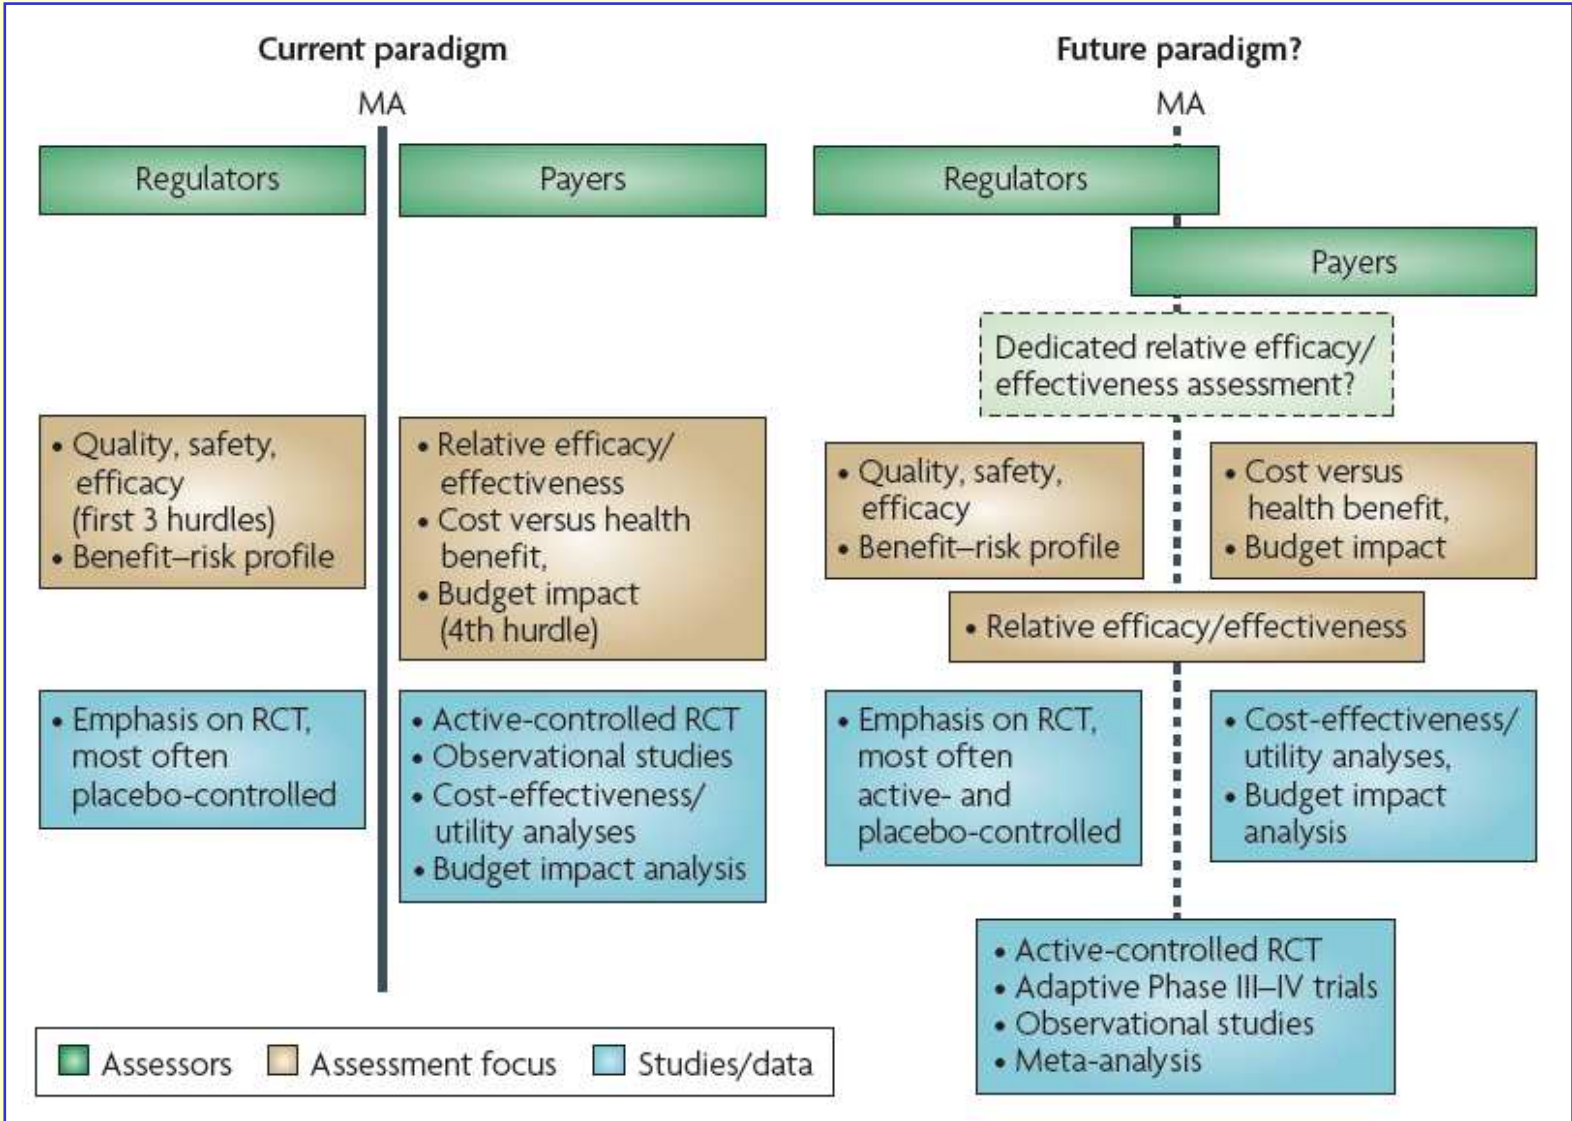 Current paradigm
MA
Regulators
Payers
• Quality, safety,
efficacy
(first 3 hurdles)
• Benefit–risk profile
• Relative efficacy/
effectiveness
• Cost versus health
benefit,
• Budget impact
(4th hurdle)
• Emphasis on RCT,
most often
placebo-controlled
• Active-controlled RCT
• Observational studies
• Cost-effectiveness/
utility analyses
• Budget impact analysis
Future paradigm?
MA
Regulators
Payers
Dedicated relative efficacy/
effectiveness assessment?
• Quality, safety,
efficacy
• Benefit–risk profile
• Cost versus
health benefit,
• Budget impact
• Relative efficacy/effectiveness
• Emphasis on RCT,
most often
active- and
placebo-controlled
• Cost-effectiveness/
utility analyses,
• Budget impact
analysis
• Active-controlled RCT
• Adaptive Phase III–IV trials
• Observational studies
• Meta-analysis
Assessors
Assessment focus
Studies/data